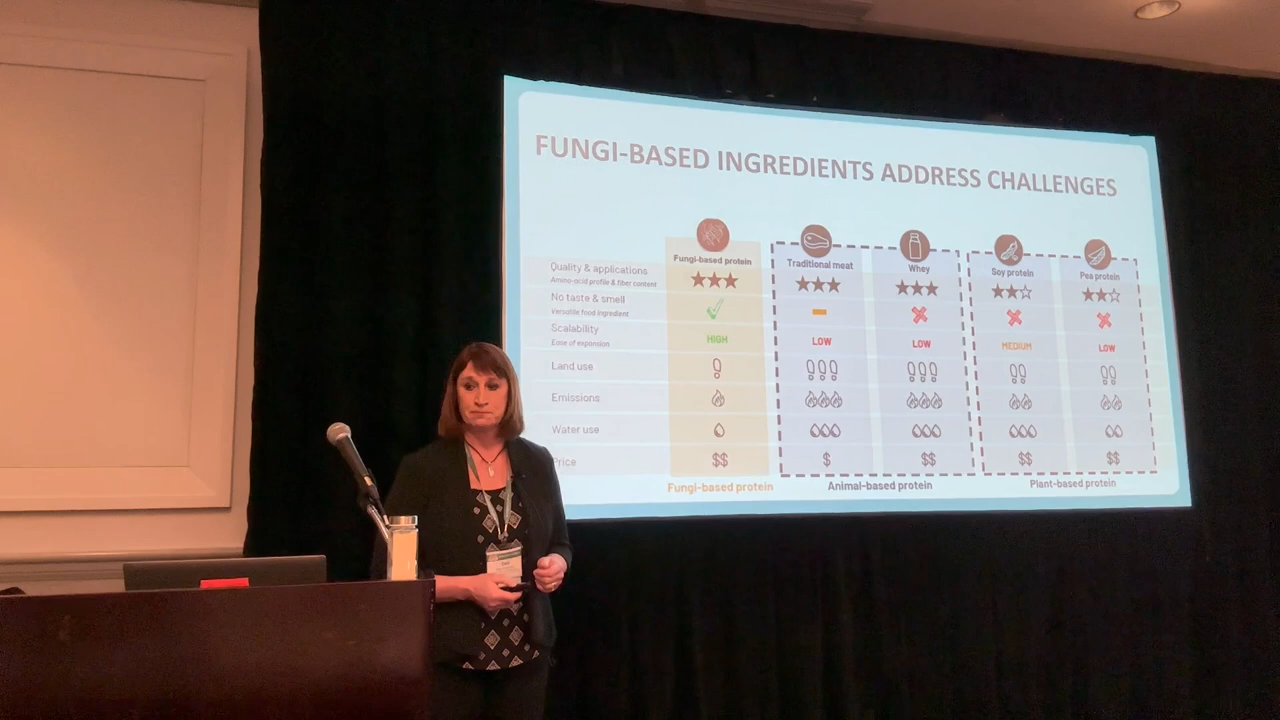 FUNGI-BASED INGREDIENTS ADDRESS CHALLENGES
Fungi-based protein
Traditional meat
Whey
Soy protein
Pea protein
Quality & applications
Amino-acid profile & fiber content
No taste & smell
Versatile food ingredient
Scalability
Ease of expansion
HIGH
LOW
LOW
MEDIUM
LOW
Land use
Emissions
Water use
Price
$$
$
$$
$$
$$
Fungi-based protein
Animal-based protein
Plant-based protein